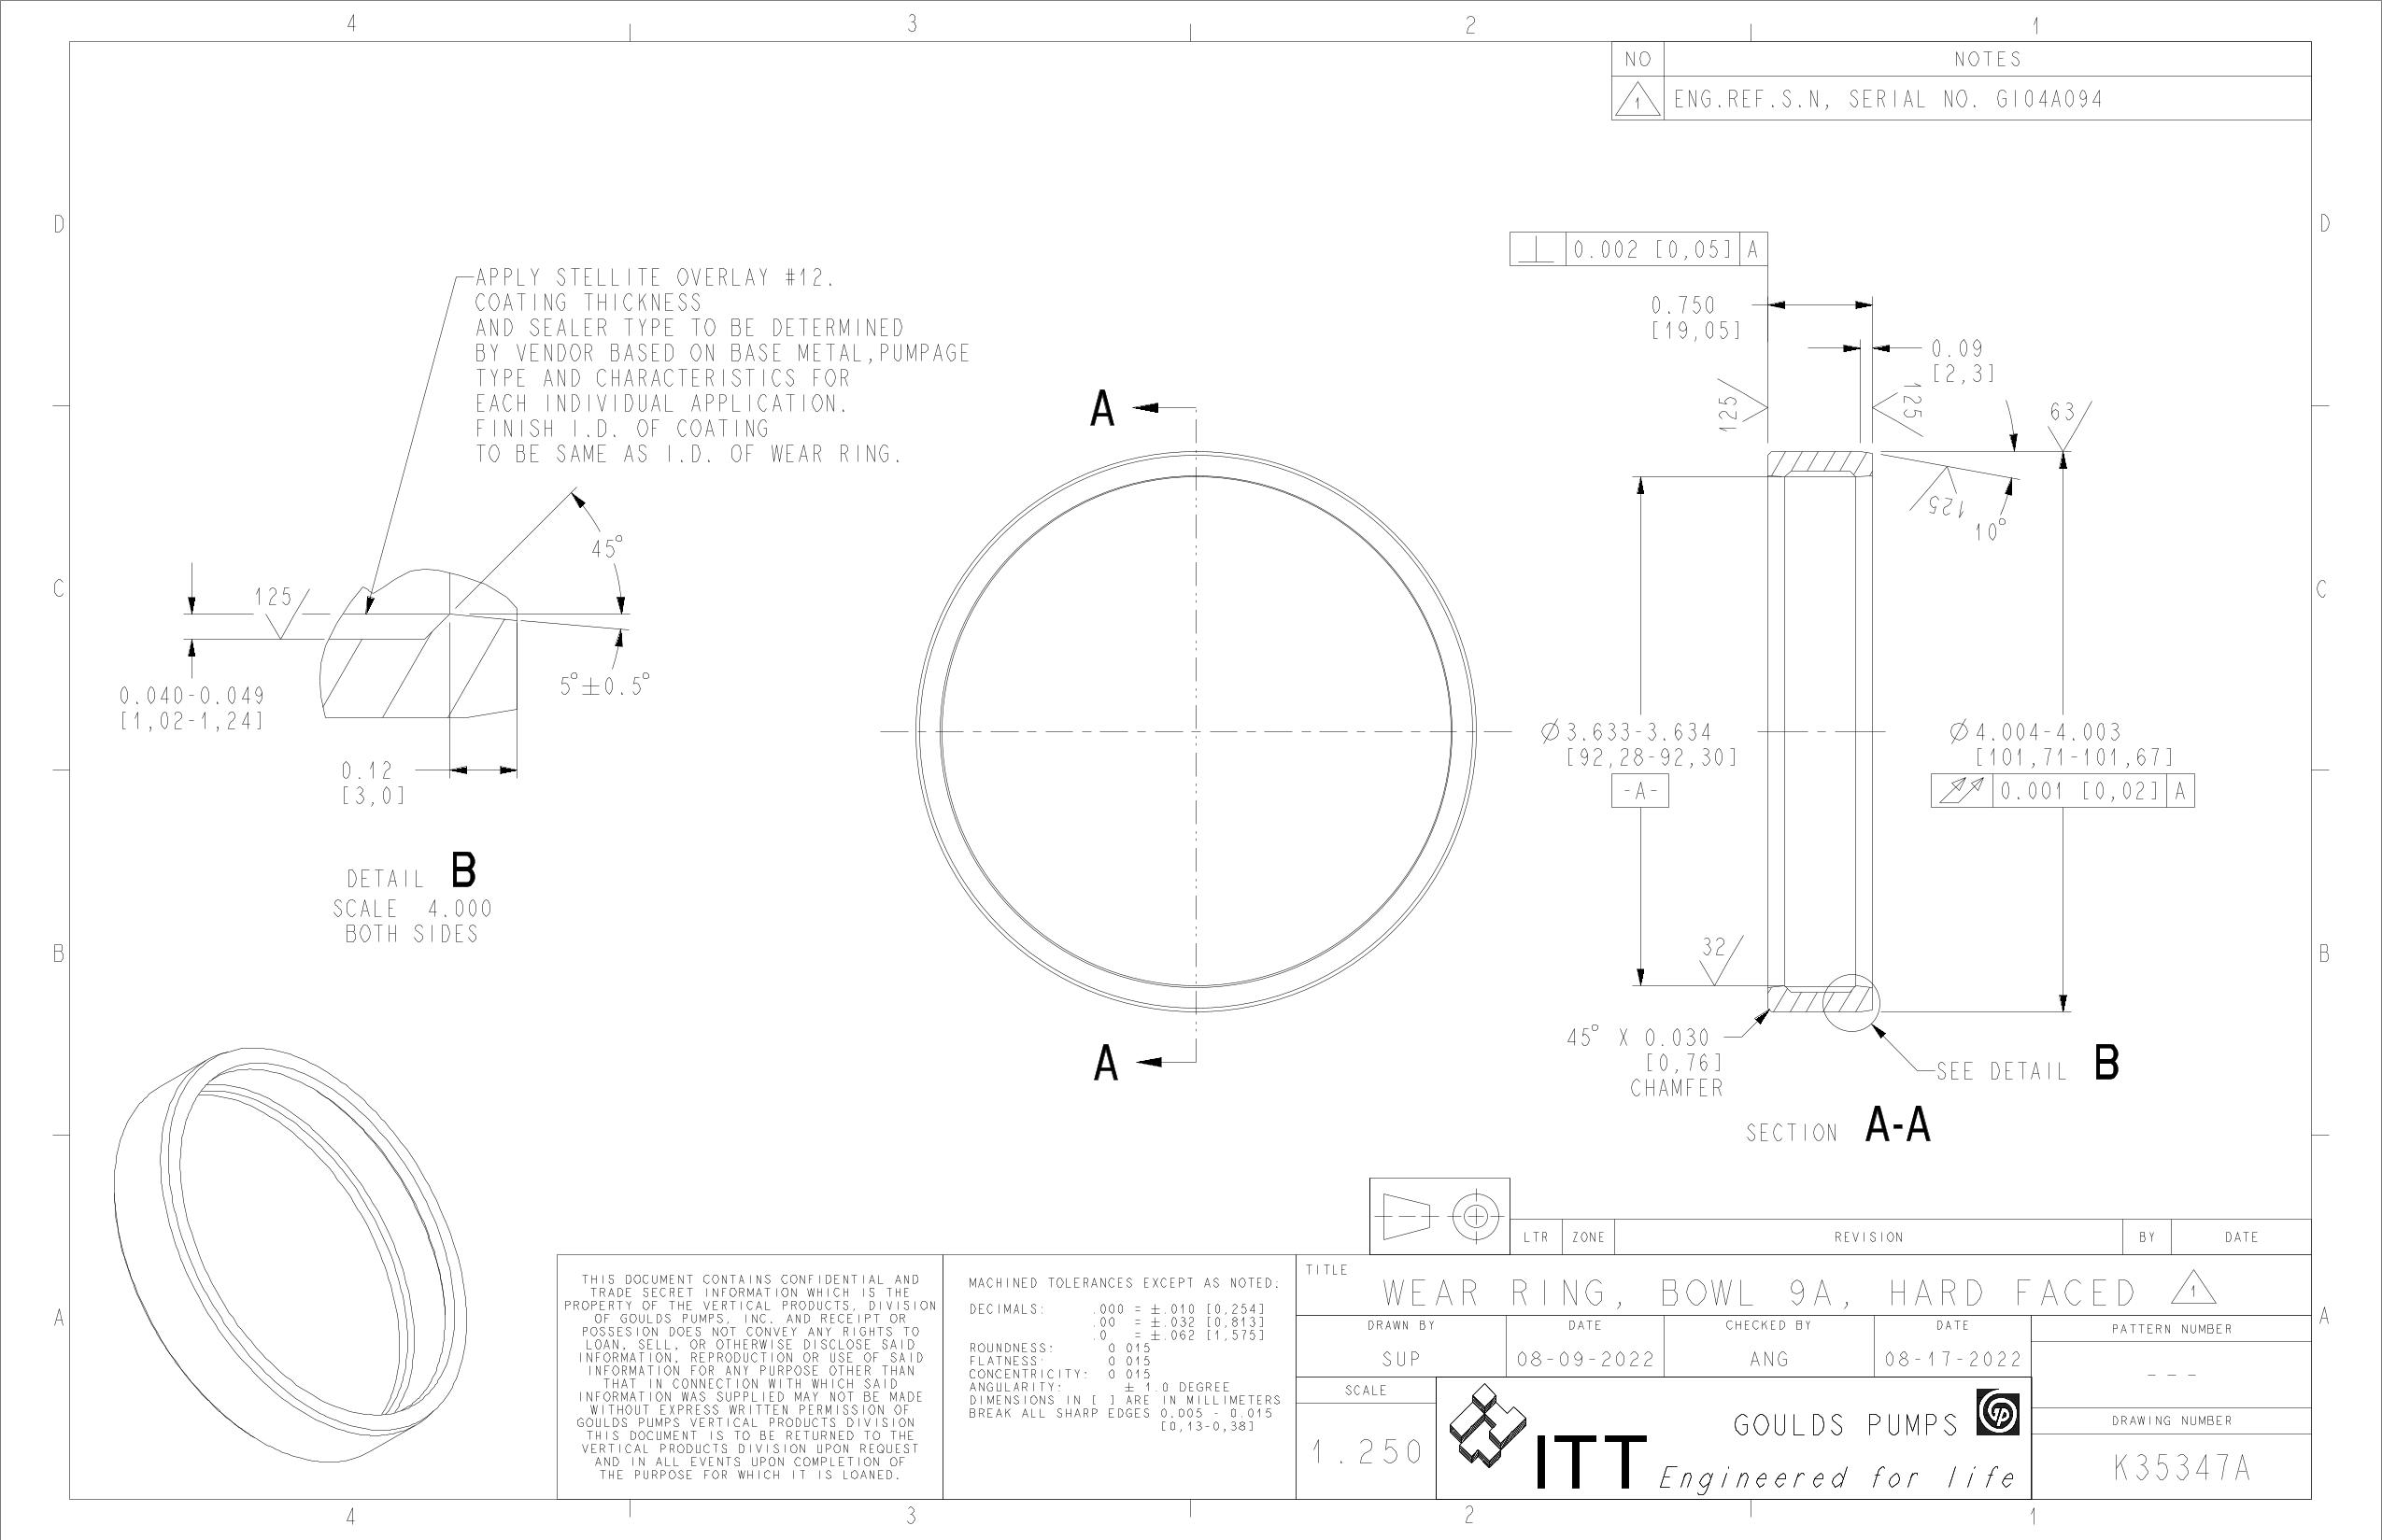 4 3 2 1
NO NOTES
1 ENG.REF.S.N, SERIAL NO. GI04A094
D D
0.002 [0,05] A
APPLY STELLITE OVERLAY #12.
COATING THICKNESS
AND SEALER TYPE TO BE DETERMINED
BY VENDOR BASED ON BASE METAL,PUMPAGE
TYPE AND CHARACTERISTICS FOR
EACH INDIVIDUAL APPLICATION.
FINISH I.D. OF COATING
TO BE SAME AS I.D. OF WEAR RING.
0.750
[19,05]
0.09
[2,3]
125
125
63
125
10°
A
45°
C C
125
5°±0.5°
0.040-0.049
[1,02-1,24]
0.12
[3,0]
DETAIL B
SCALE 4.000
BOTH SIDES
Ø3.633-3.634
[92,28-92,30]
-A-
Ø4.004-4.003
[101,71-101,67]
0.001 [0,02] A
B B
32
45° X 0.030
[0,76]
CHAMFER
A
SEE DETAIL B
SECTION A-A
LTR ZONE REVISION BY DATE
A A
THIS DOCUMENT CONTAINS CONFIDENTIAL AND
TRADE SECRET INFORMATION WHICH IS THE
PROPERTY OF THE VERTICAL PRODUCTS, DIVISION
OF GOULDS PUMPS, INC. AND RECEIPT OR
POSSESION DOES NOT CONVEY ANY RIGHTS TO
LOAN, SELL, OR OTHERWISE DISCLOSE SAID
INFORMATION, REPRODUCTION OR USE OF SAID
INFORMATION FOR ANY PURPOSE OTHER THAN
THAT IN CONNECTION WITH WHICH SAID
INFORMATION WAS SUPPLIED MAY NOT BE MADE
WITHOUT EXPRESS WRITTEN PERMISSION OF
GOULDS PUMPS VERTICAL PRODUCTS DIVISION
THIS DOCUMENT IS TO BE RETURNED TO THE
VERTICAL PRODUCTS DIVISION UPON REQUEST
AND IN ALL EVENTS UPON COMPLETION OF
THE PURPOSE FOR WHICH IT IS LOANED.
MACHINED TOLERANCES EXCEPT AS NOTED:
DECIMALS: .000 = ±.010 [0,254]
.00 = ±.032 [0,813]
.0 = ±.062 [1,575]
ROUNDNESS: 0 015
FLATNESS: 0 015
CONCENTRICITY: 0 015
ANGULARITY: ± 1.0 DEGREE
DIMENSIONS IN [ ] ARE IN MILLIMETERS
BREAK ALL SHARP EDGES 0.005 - 0.015
[0,13-0,38]
TITLE
WEAR RING, BOWL 9A, HARD FACED 1
DRAWN BY DATE CHECKED BY DATE PATTERN NUMBER
SUP 08-09-2022 ANG 08-17-2022 ---
SCALE
1.250
ITT
GOULDS PUMPS
Engineered for life
DRAWING NUMBER
K35347A
4 3 2 1